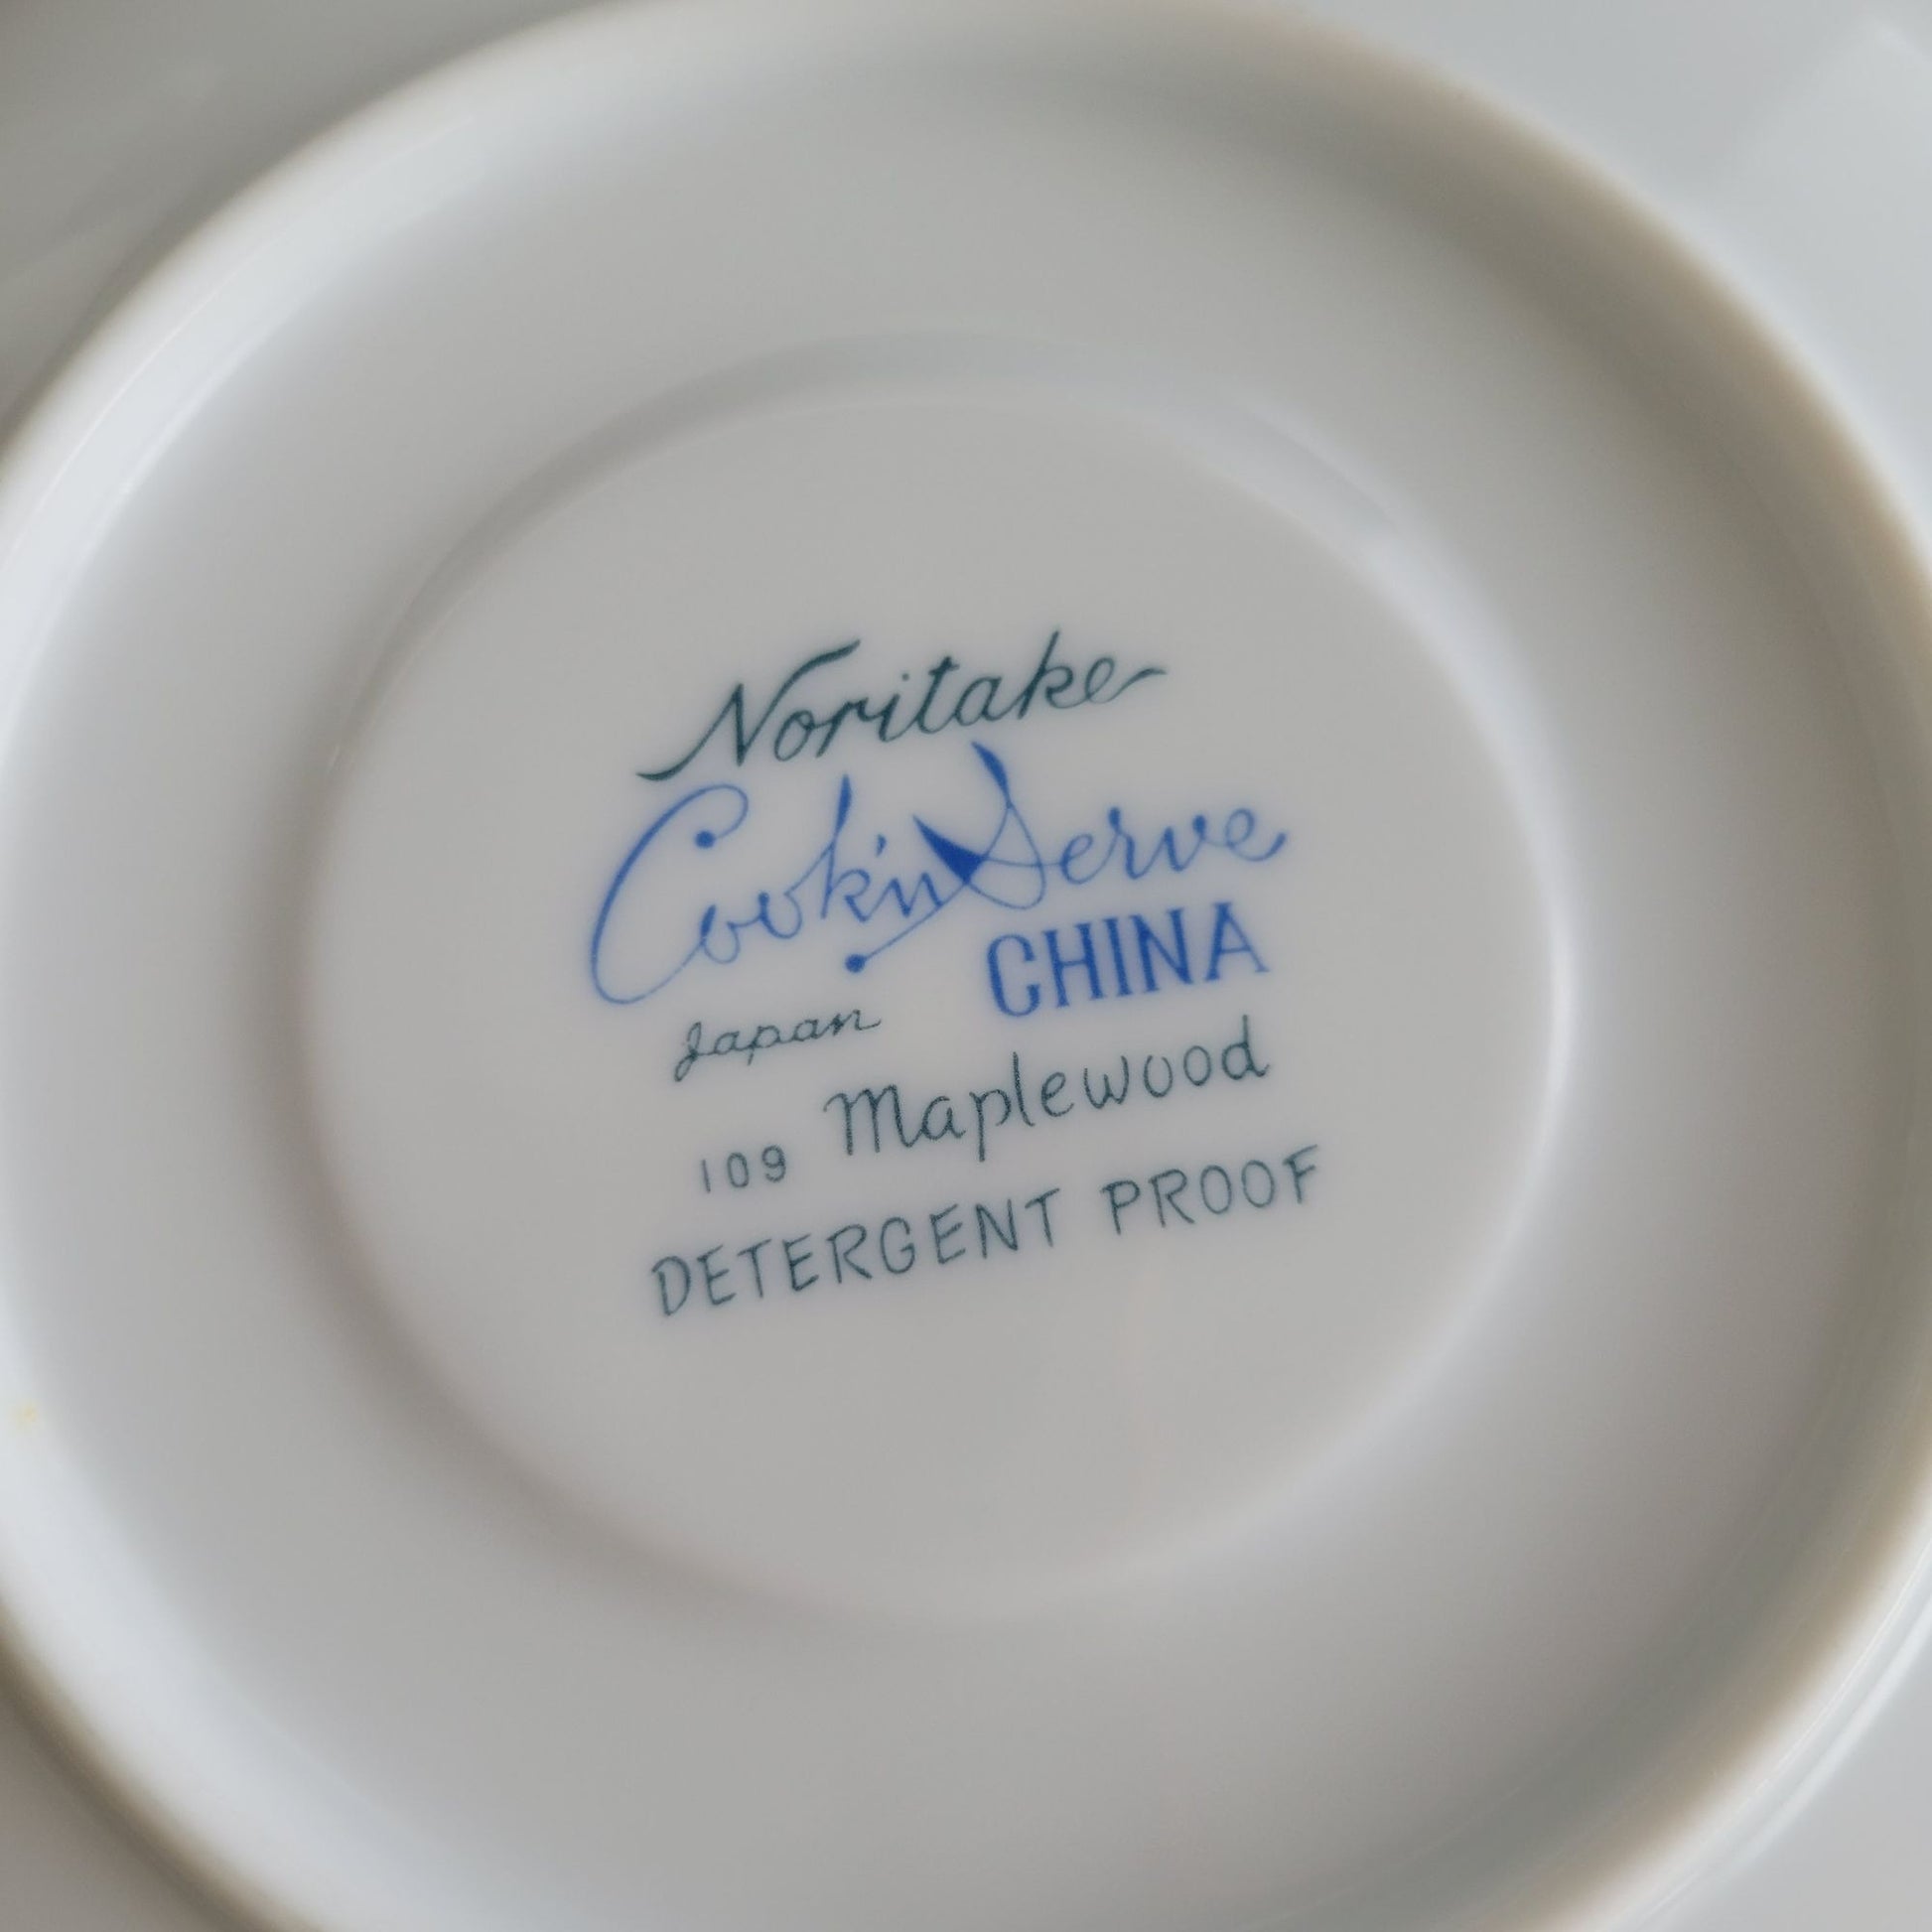 Noritake
Cook'n Serve
CHINA
Japan
109 Maplewood
DETERGENT PROOF